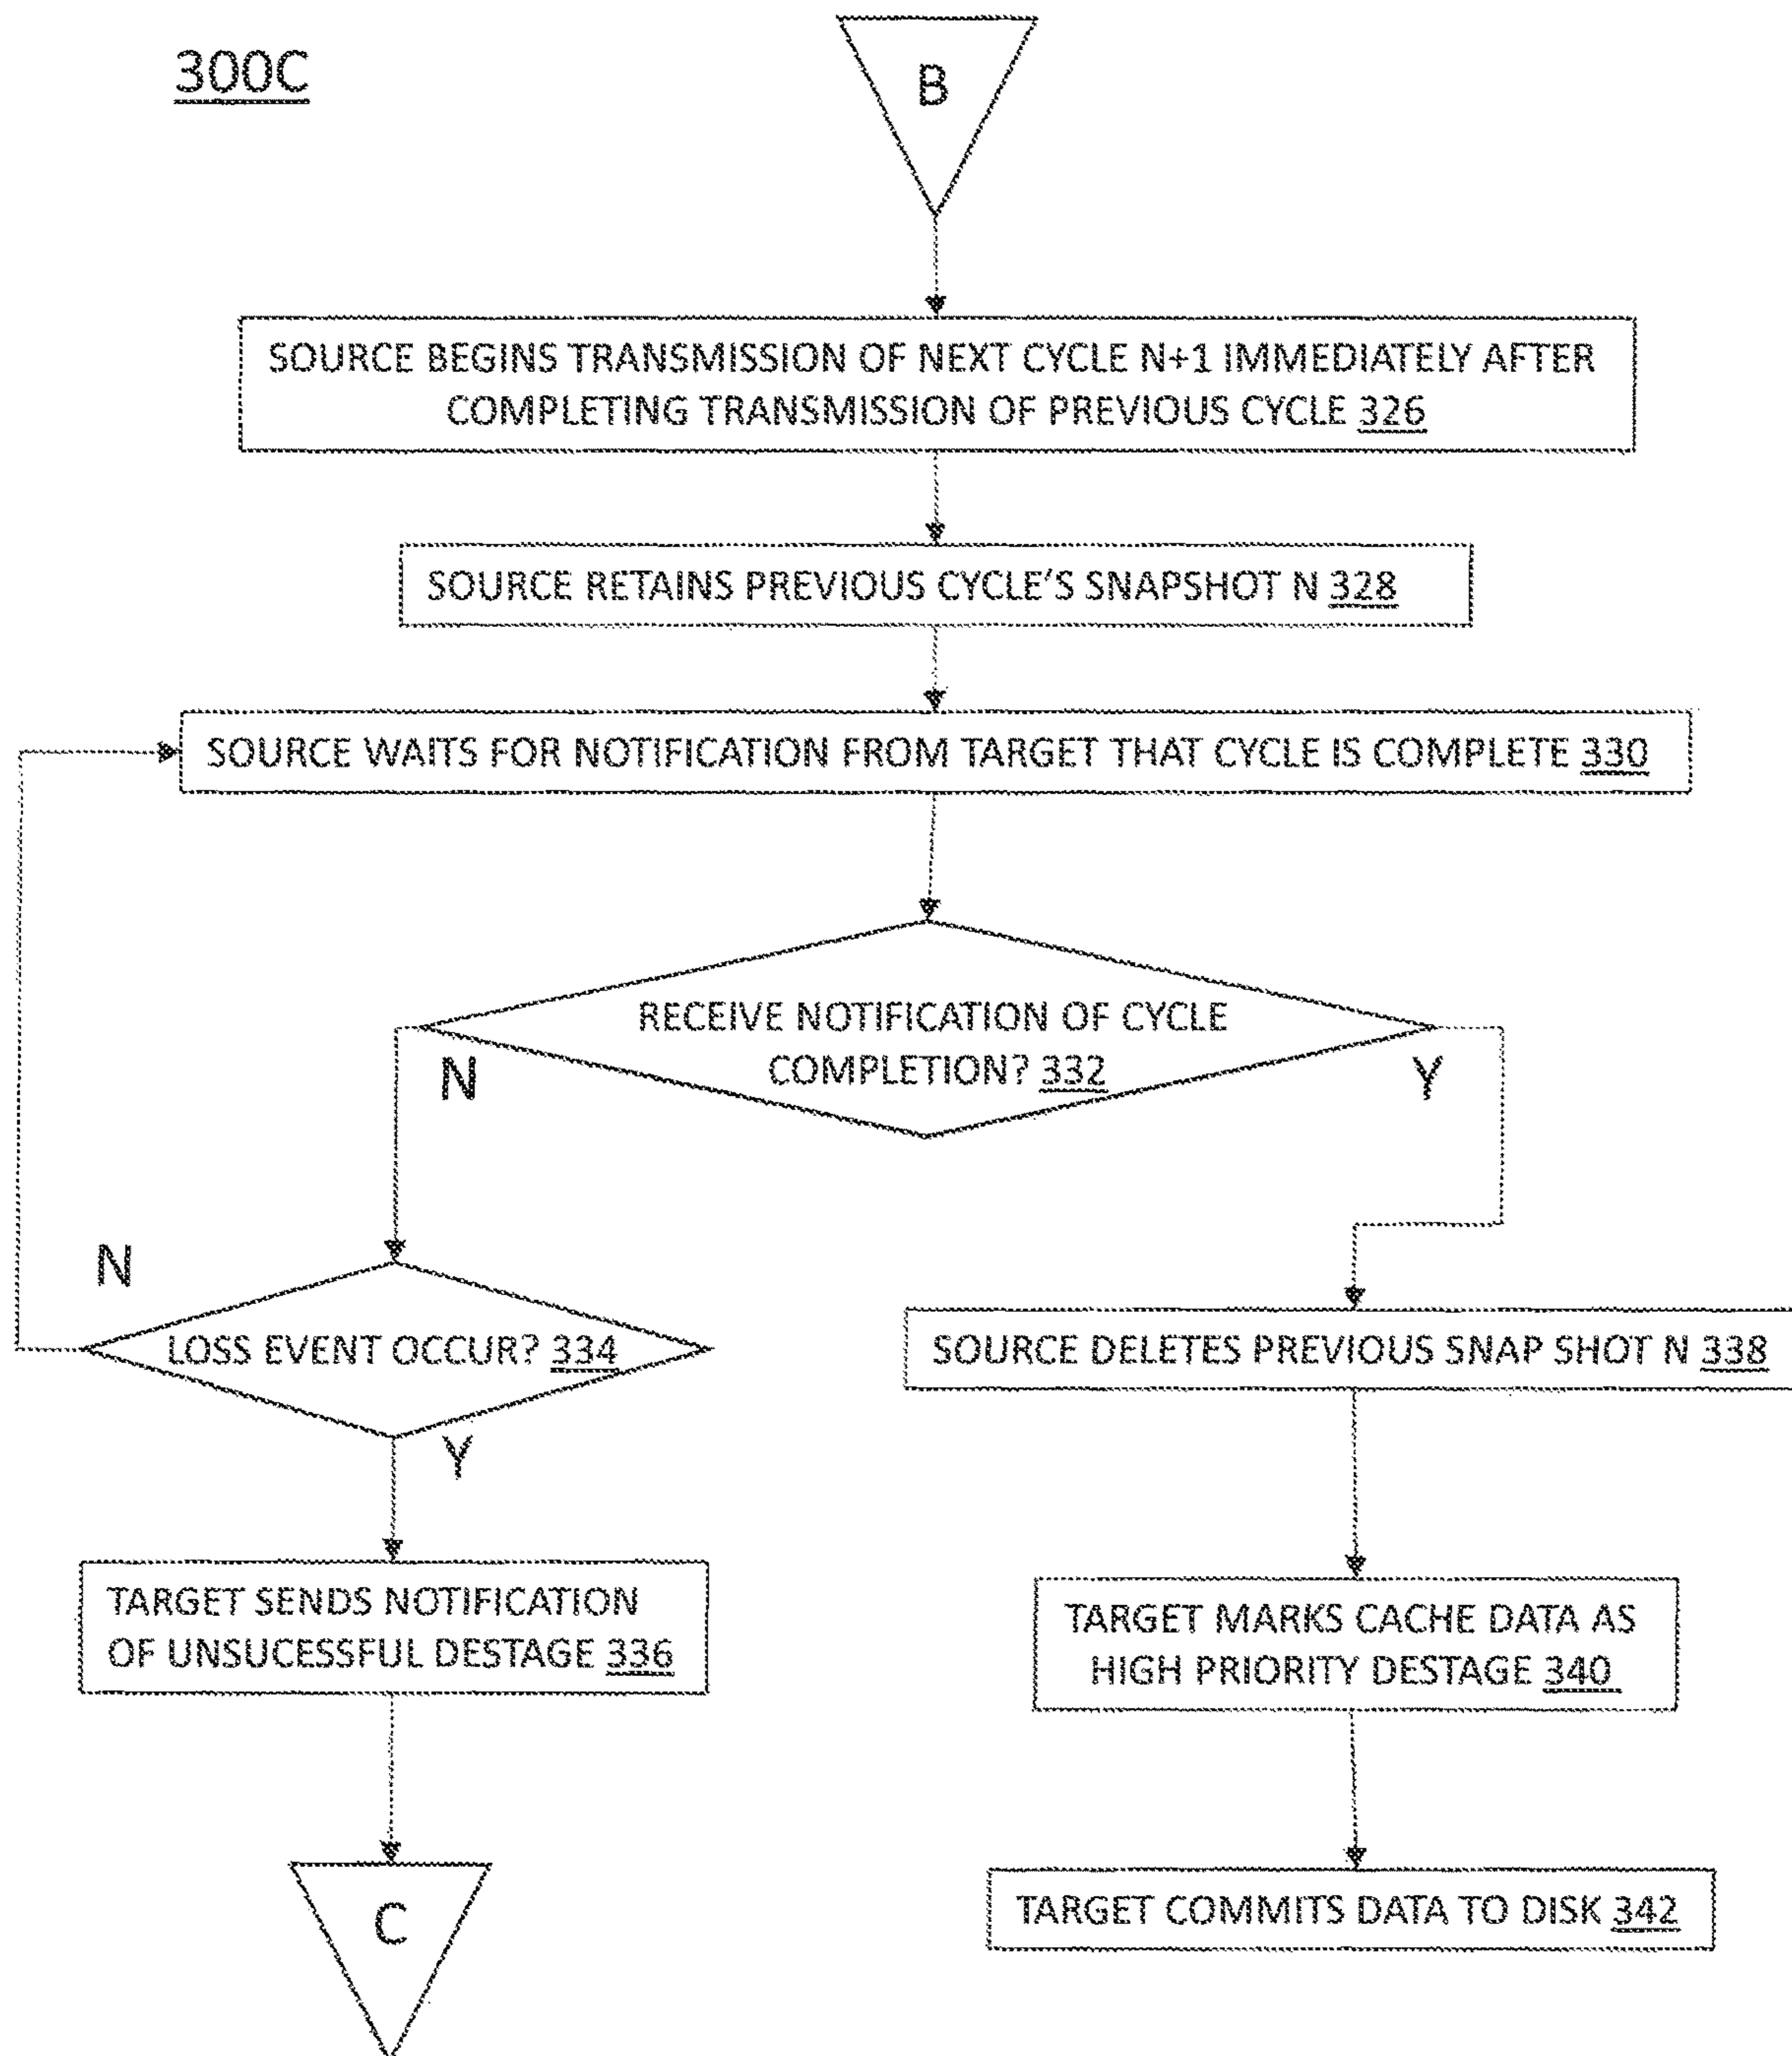 300C
B
SOURCE BEGINS TRANSMISSION OF NEXT CYCLE N+1 IMMEDIATELY AFTER
COMPLETING TRANSMISSION OF PREVIOUS CYCLE 326
SOURCE RETAINS PREVIOUS CYCLE'S SNAPSHOT N 328
SOURCE WAITS FOR NOTIFICATION FROM TARGET THAT CYCLE IS COMPLETE 330
RECEIVE NOTIFICATION OF CYCLE
COMPLETION? 332
N
Y
N
LOSS EVENT OCCUR? 334
Y
SOURCE DELETES PREVIOUS SNAP SHOT N 338
TARGET SENDS NOTIFICATION
OF UNSUCESSFUL DESTAGE 336
TARGET MARKS CACHE DATA AS
HIGH PRIORITY DESTAGE 340
C
TARGET COMMITS DATA TO DISK 342